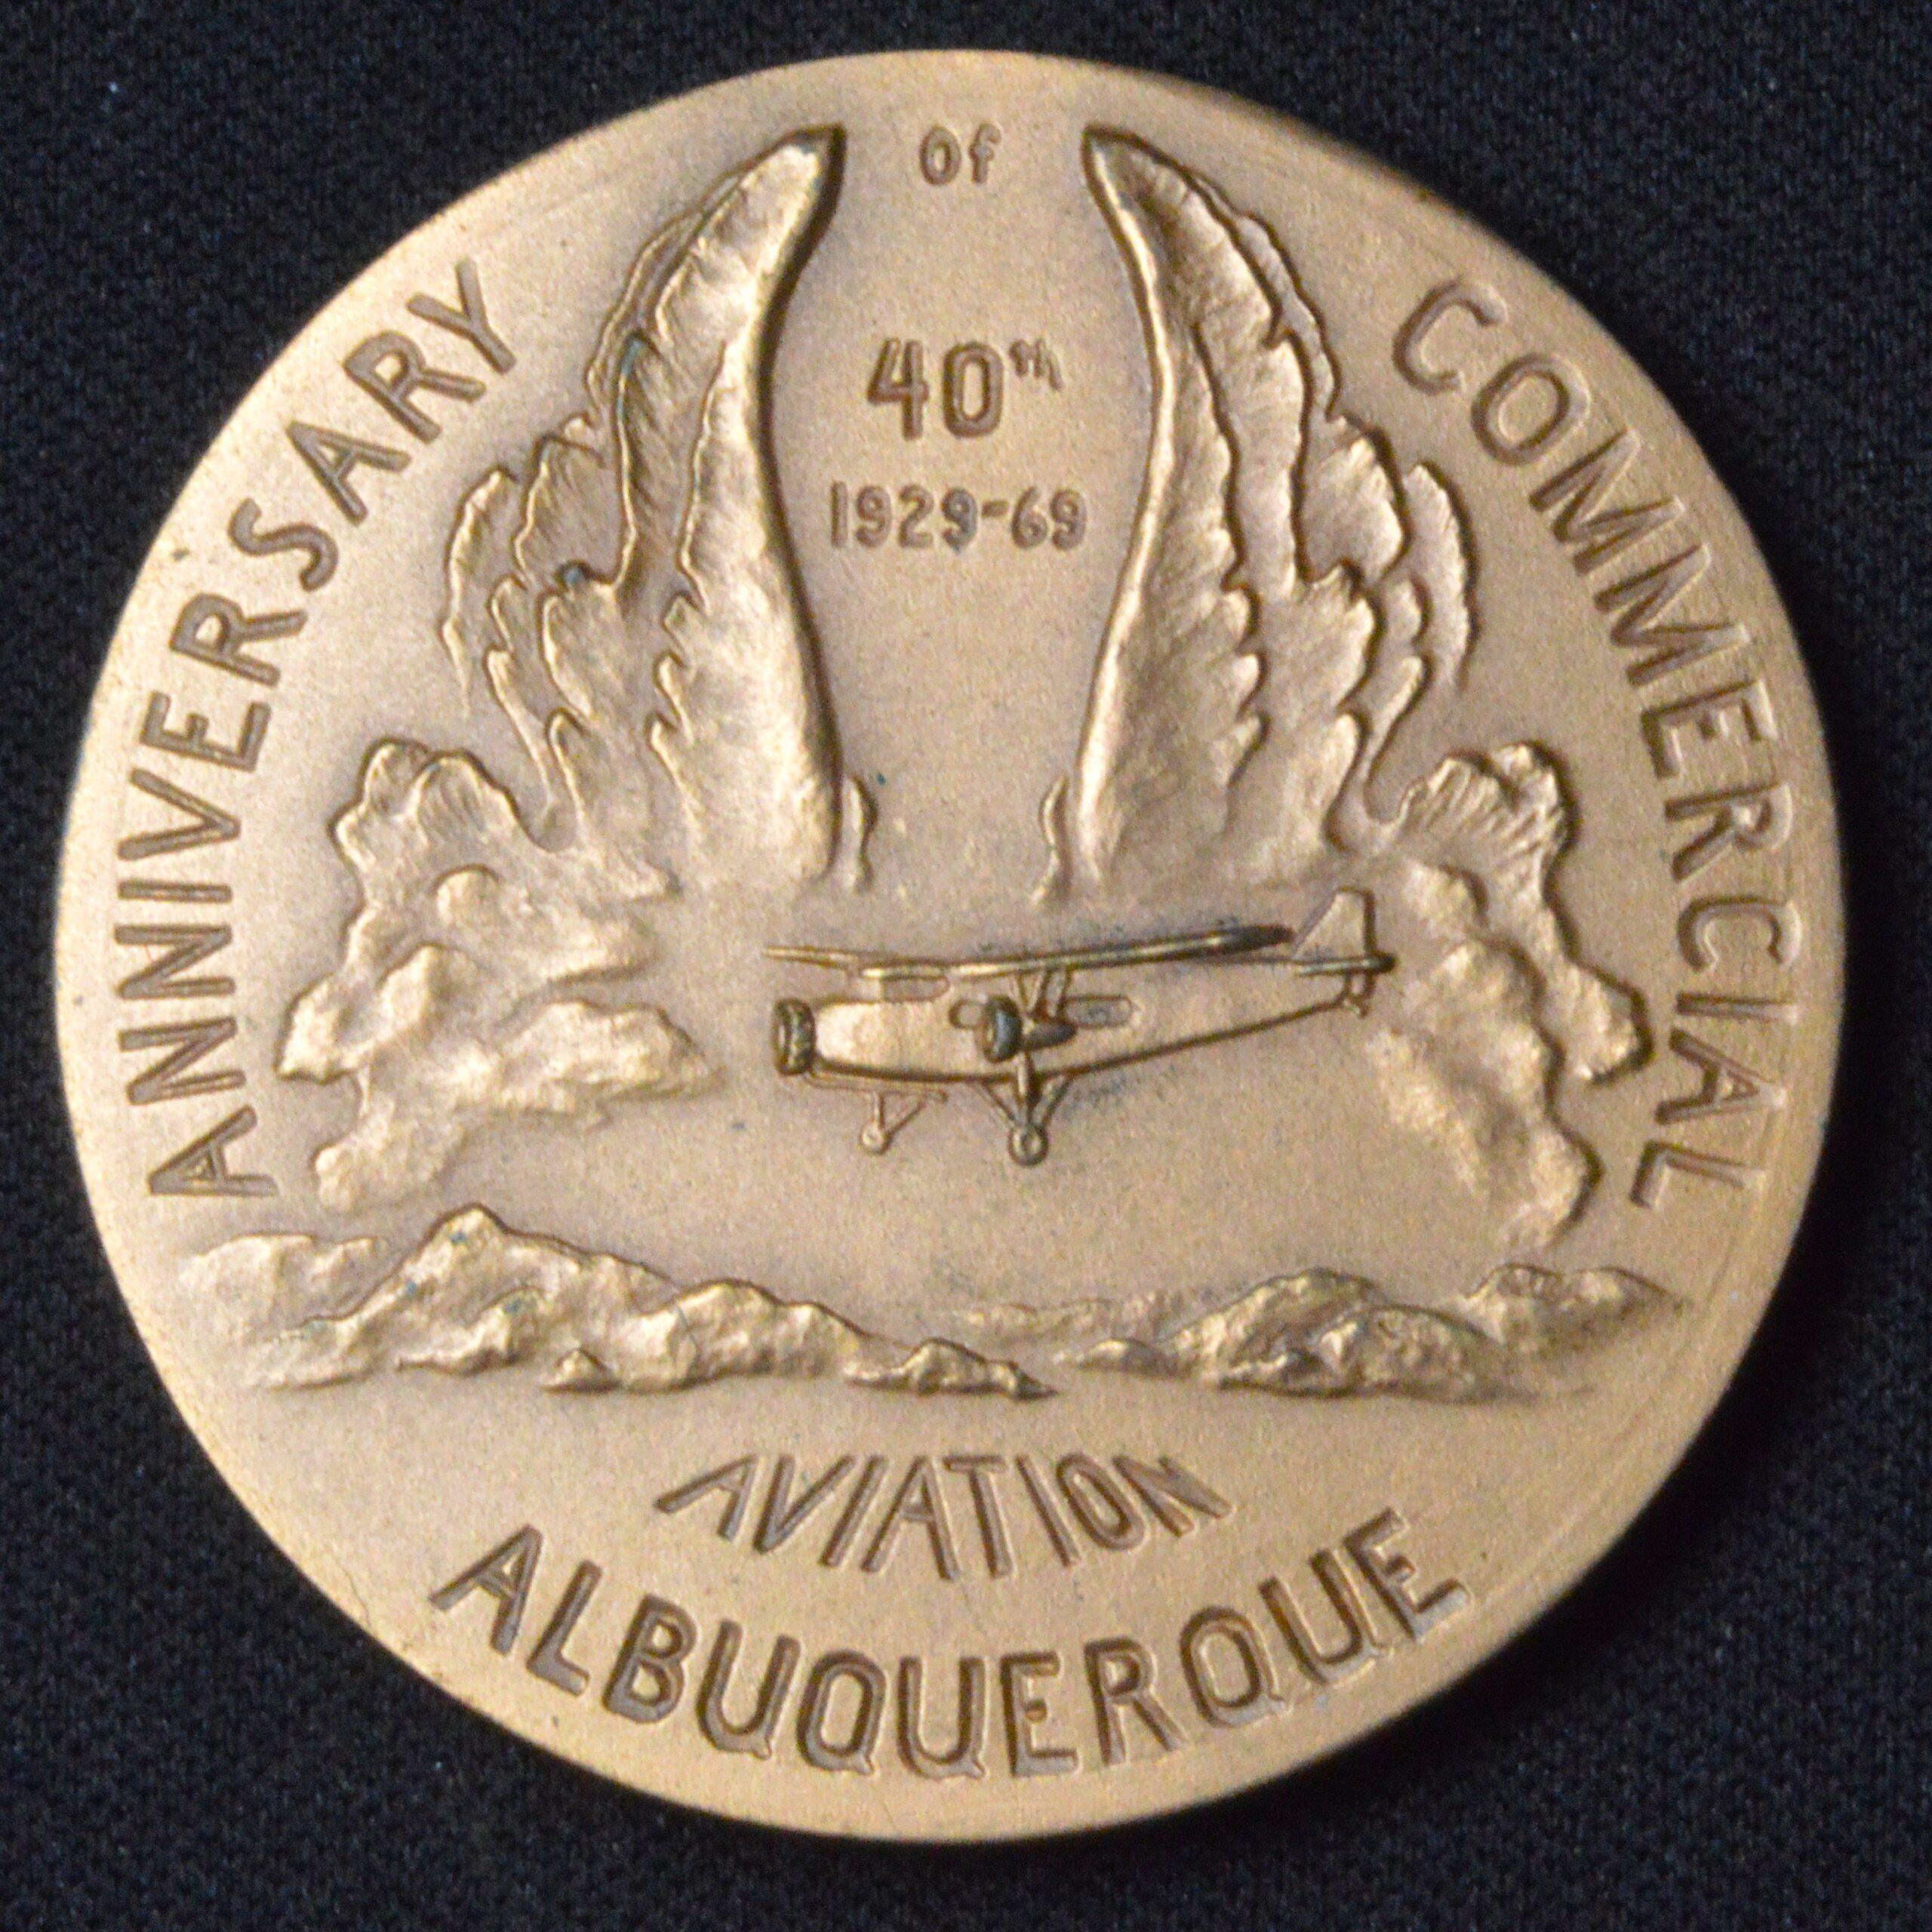 40th
ANNIVERSARY
Of
COMMERCIAL
1929-69
AVIATION
ALBUQUERQUE